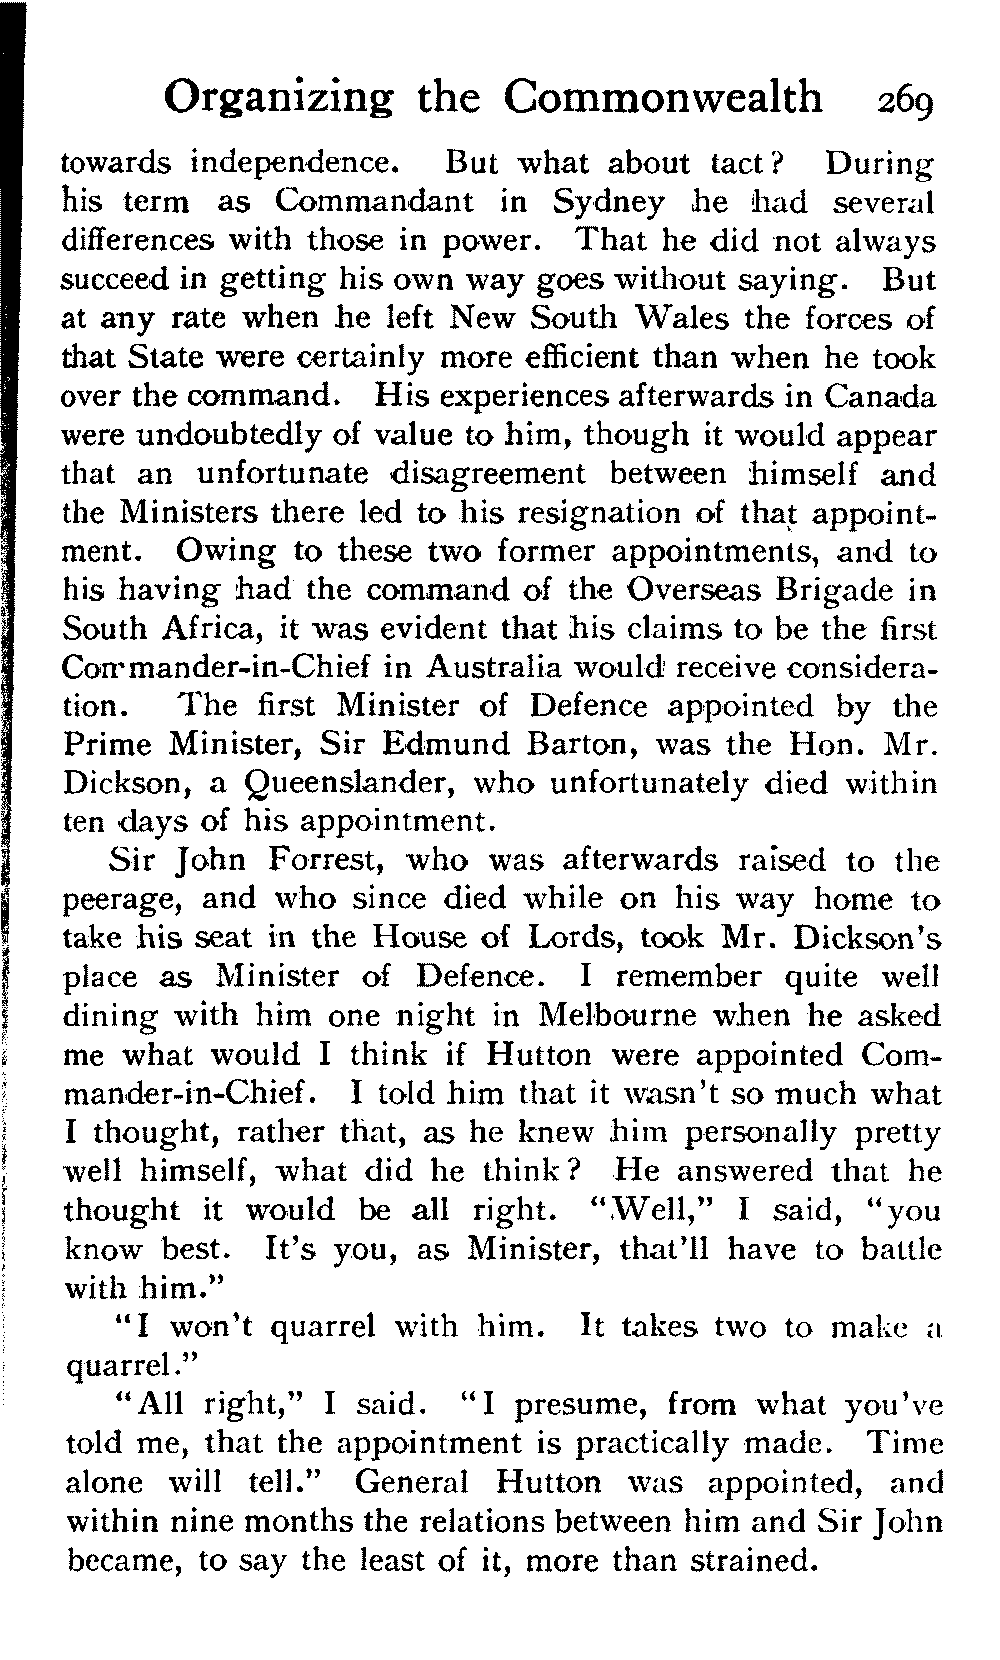 Organizing the Commonwealth 269
towards independence. But what about tact? During
his term as Commandant in Sydney he had several
differences with those in power. That he did not always
succeed in getting his own way goes without saying. But
at any rate when he left New South Wales the forces of
that State were certainly more efficient than when he took
over the command. His experiences afterwards in Canada
were undoubtedly of value to him, though it would appear
that an unfortunate disagreement between himself and
the Ministers there led to his resignation of that appoint-
ment. Owing to these two former appointments, and to
his having had the command of the Overseas Brigade in
South Africa, it was evident that his claims to be the first
Commander-in-Chief in Australia would receive considera-
tion. The first Minister of Defence appointed by the
Prime Minister, Sir Edmund Barton, was the Hon. Mr.
Dickson, a Queenslander, who unfortunately died within
ten days of his appointment.
Sir John Forrest, who was afterwards raised to the
peerage, and who since died while on his way home to
take his seat in the House of Lords, took Mr. Dickson's
place as Minister of Defence. I remember quite well
dining with him one night in Melbourne when he asked
me what would I think if Hutton were appointed Com-
mander-in-Chief. I told him that it wasn't so much what
I thought, rather that, as he knew him personally pretty
well himself, what did he think? He answered that he
thought it would be all right. "Well," I said, "you
know best. It's you, as Minister, that'll have to battle
with him."
"I won't quarrel with him. It takes two to make a
quarrel."
"All right," I said. "I presume, from what you've
told me, that the appointment is practically made. Time
alone will tell." General Hutton was appointed, and
within nine months the relations between him and Sir John
became, to say the least of it, more than strained.